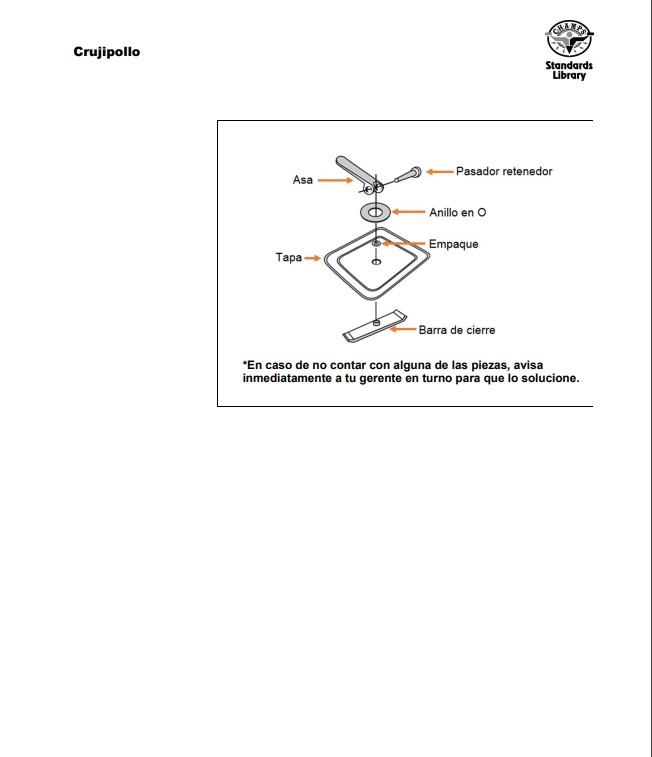 Crujipollo
CHAMPS
Standards
Library
Pasador retenedor
Asa
Anillo en O
Empaque
Tapa
Barra de cierre
*En caso de no contar con alguna de las piezas, avisa
inmediatamente a tu gerente en turno para que lo solucione.